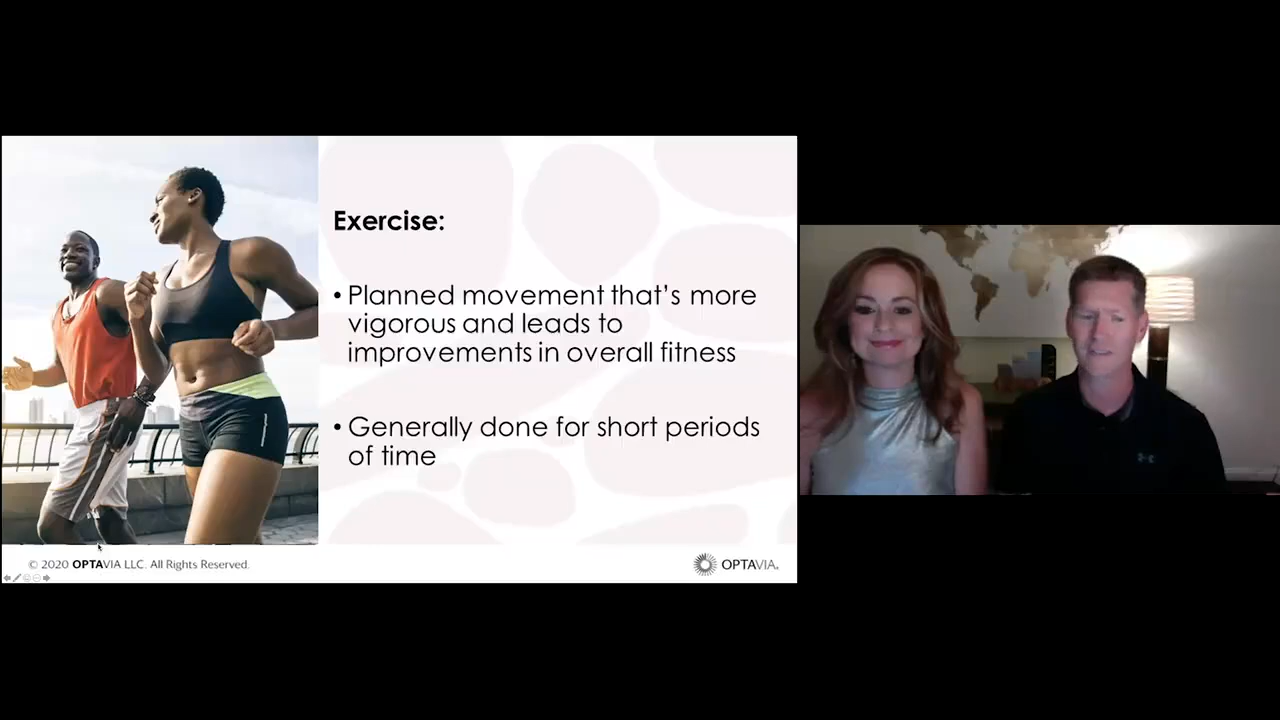 Exercise:
• Planned movement that's more
vigorous and leads to
improvements in overall fitness
• Generally done for short periods
of time
© 2020 OPTAVIA LLC. All Rights Reserved.
OPTAVIA®